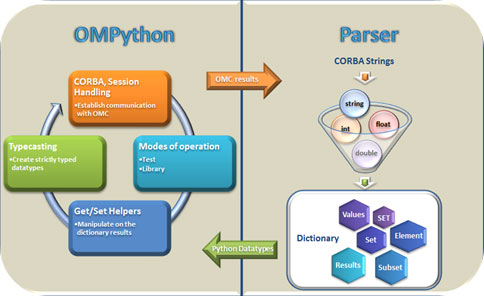 OMPython
CORBA, Session
Handling
•Establish communication
with OMC
Typecasting
•Create strictly typed
datatypes
Modes of operation
•Test
•Library
Get/Set Helpers
•Manipulate on the
dictionary results
OMC results
Python Datatypes
Parser
CORBA Strings
string
int
float
double
Dictionary
Values
SET
Set
Element
Results
Subset